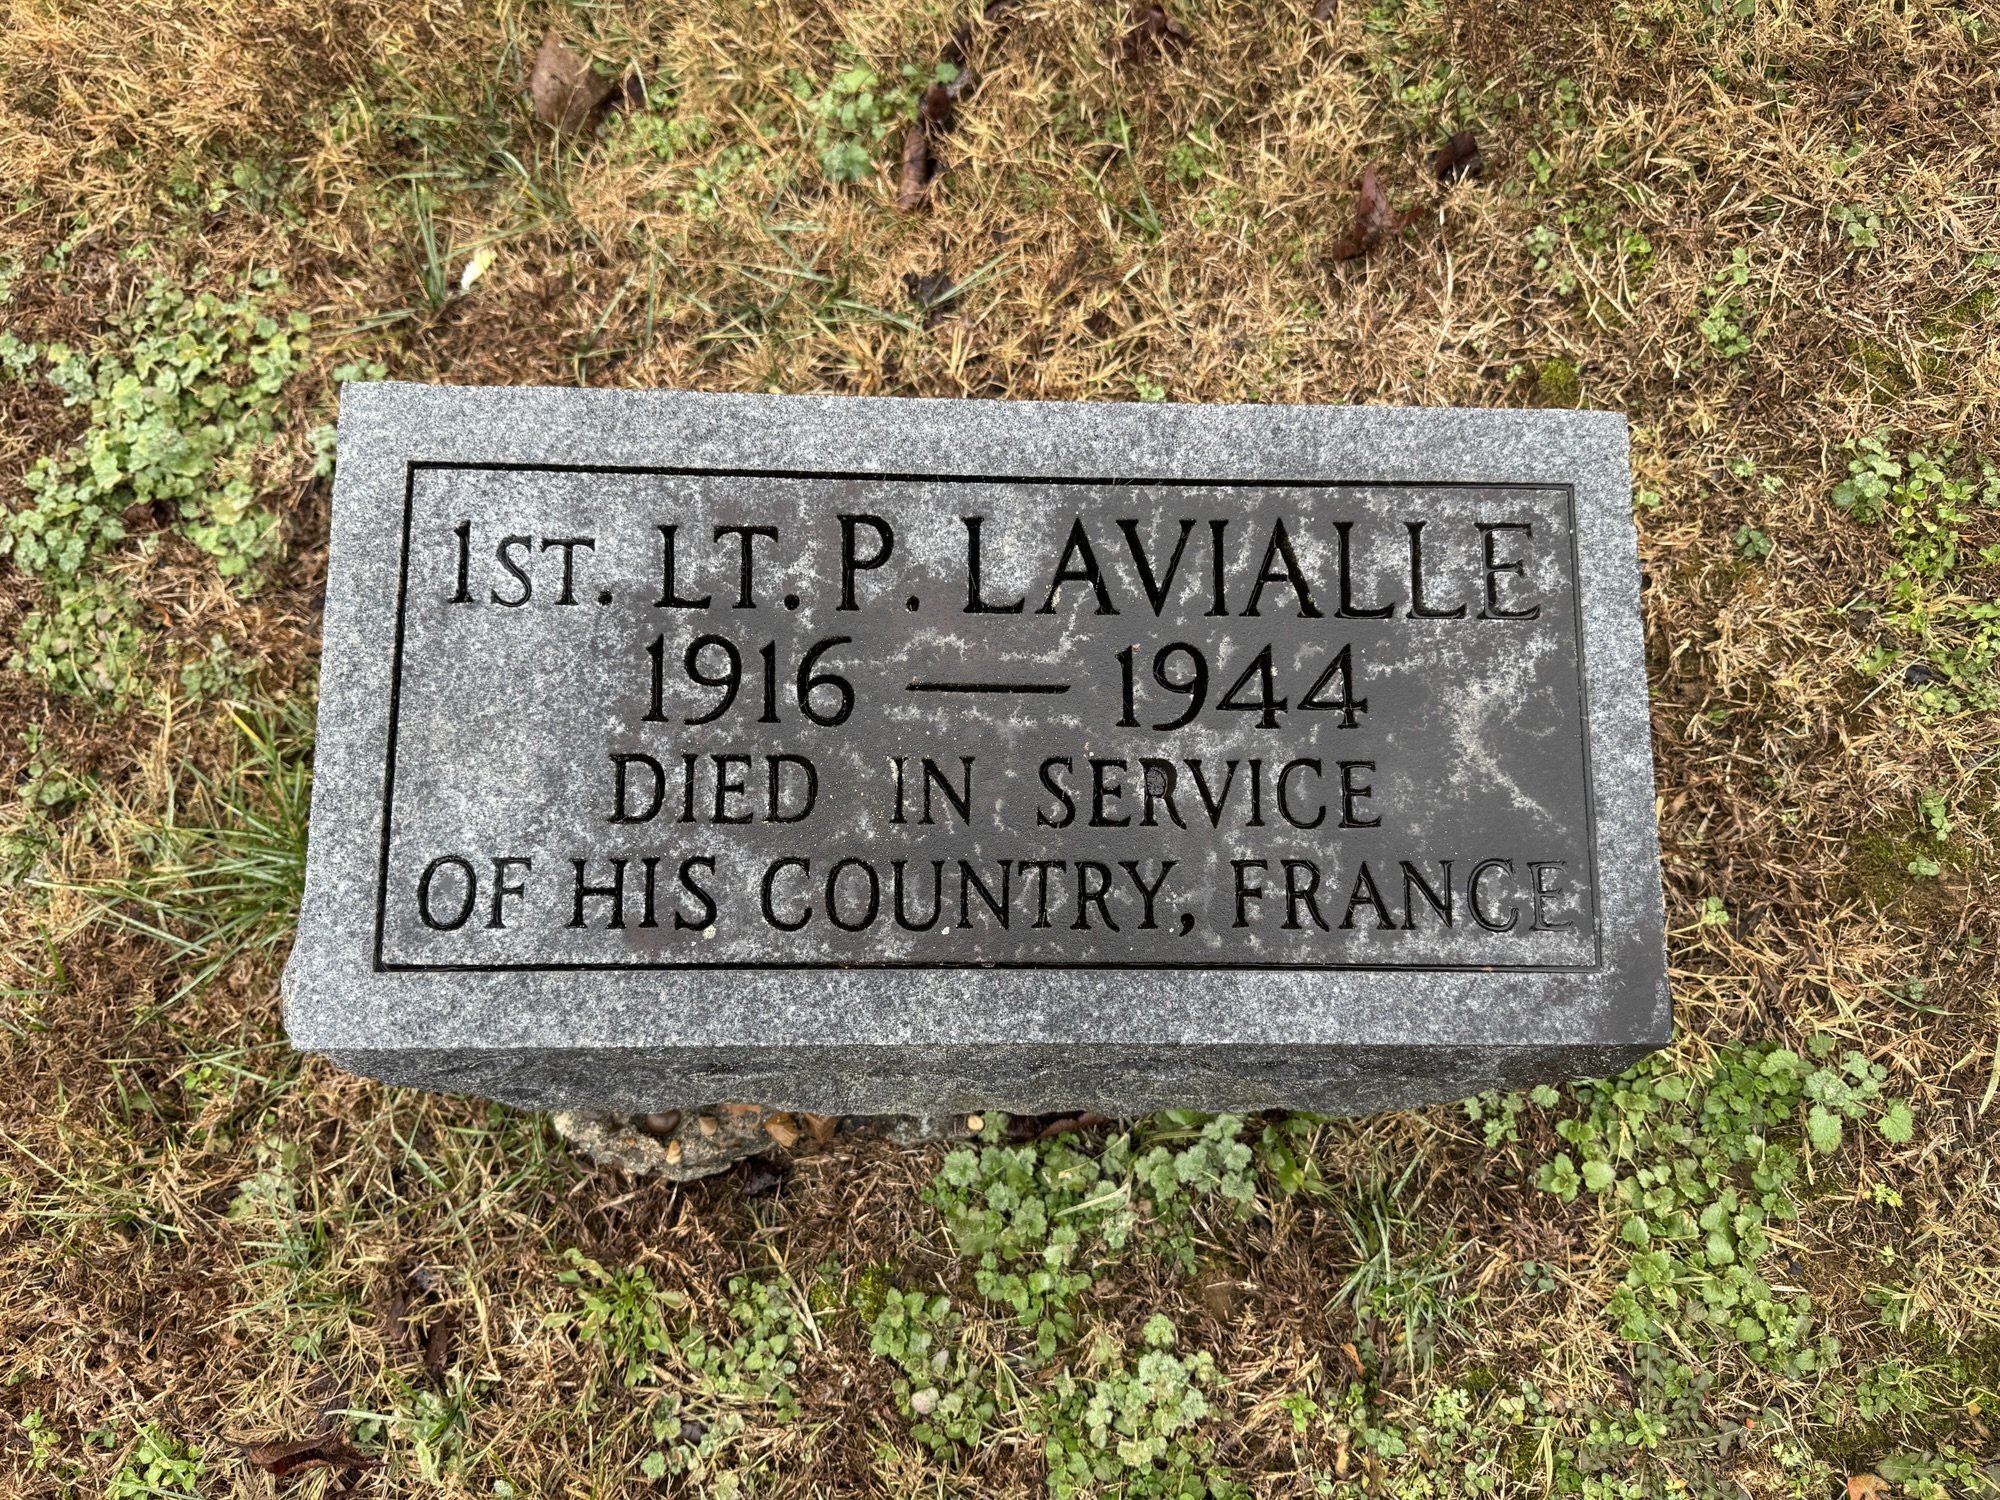 1ST. LT. P. LAVIALLE
1916 — 1944
DIED IN SERVICE
OF HIS COUNTRY, FRANCE